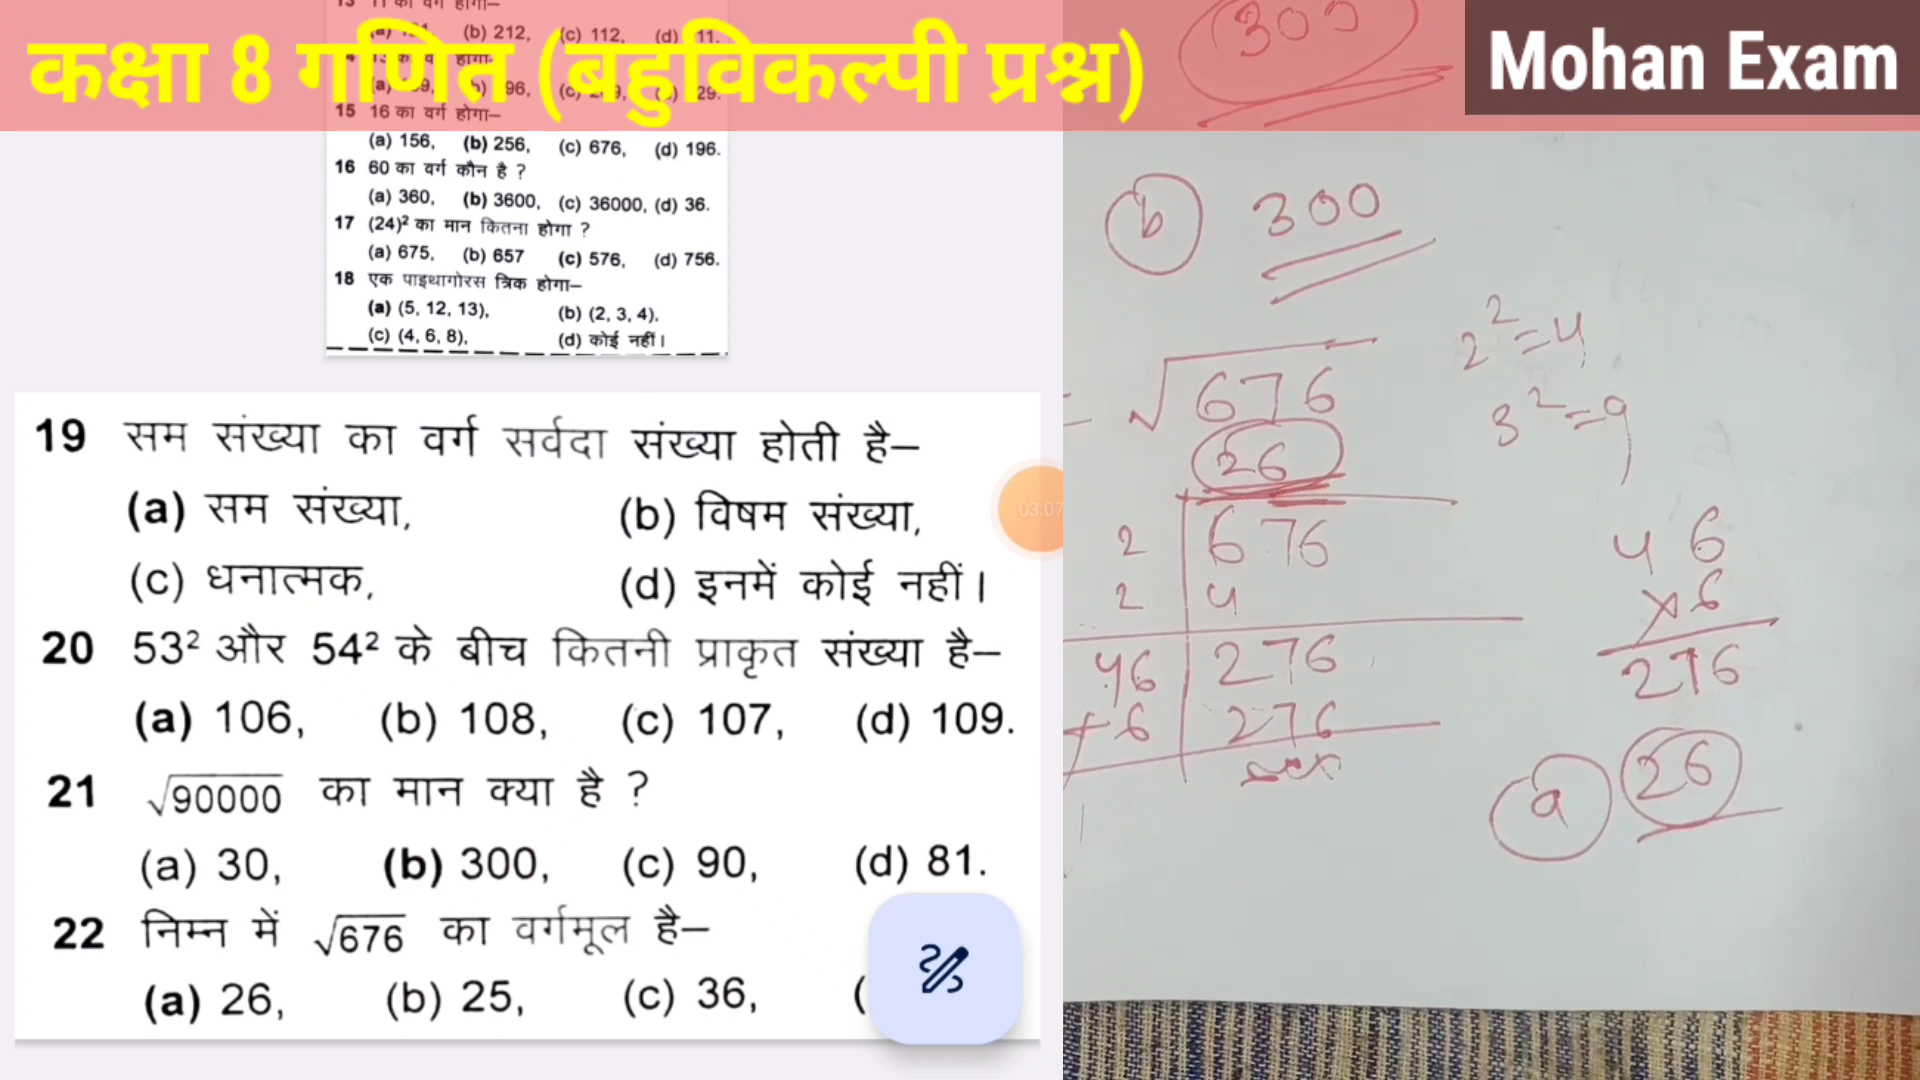 कक्षा 8 गणित (बहुविकल्पी प्रश्न)
Mohan Exam
(b) 212, (c) 112,
15 16 का वर्ग होगा–
(a) 156, (b) 256, (c) 676, (d) 196.
16 60 का वर्ग कौन है ?
(a) 360, (b) 3600, (c) 36000, (d) 36.
17 (24)² का मान कितना होगा ?
(a) 675, (b) 657 (c) 576, (d) 756.
18 एक पाइथागोरस त्रिक होगा–
(a) (5, 12, 13), (b) (2, 3, 4),
(c) (4, 6, 8), (d) कोई नहीं।
19 सम संख्या का वर्ग सर्वदा संख्या होती है–
(a) सम संख्या, (b) विषम संख्या,
(c) धनात्मक, (d) इनमें कोई नहीं।
20 53² और 54² के बीच कितनी प्राकृत संख्या है–
(a) 106, (b) 108, (c) 107, (d) 109.
21 √90000 का मान क्या है ?
(a) 30, (b) 300, (c) 90, (d) 81.
22 निम्न में √676 का वर्गमूल है–
(a) 26, (b) 25, (c) 36, (
03:07
300
b 300
2²=4
3²=9
√676
26
2 676
2 4
46 276
+6 276
46
×6
276
a 26